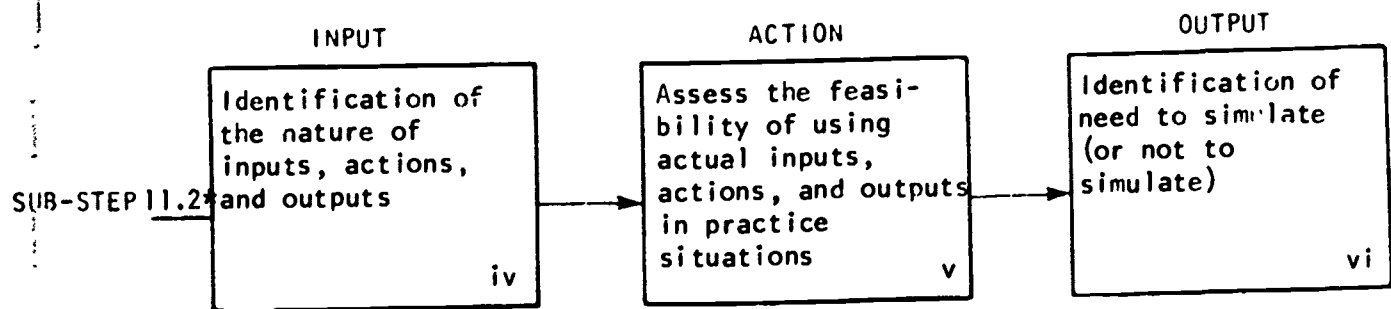 INPUT
ACTION
OUTPUT
Identification of
the nature of
inputs, actions,
and outputs
iv
SUB-STEP 11.2*
Assess the feasi-
bility of using
actual inputs,
actions, and outputs
in practice
situations
v
Identification of
need to simulate
(or not to
simulate)
vi